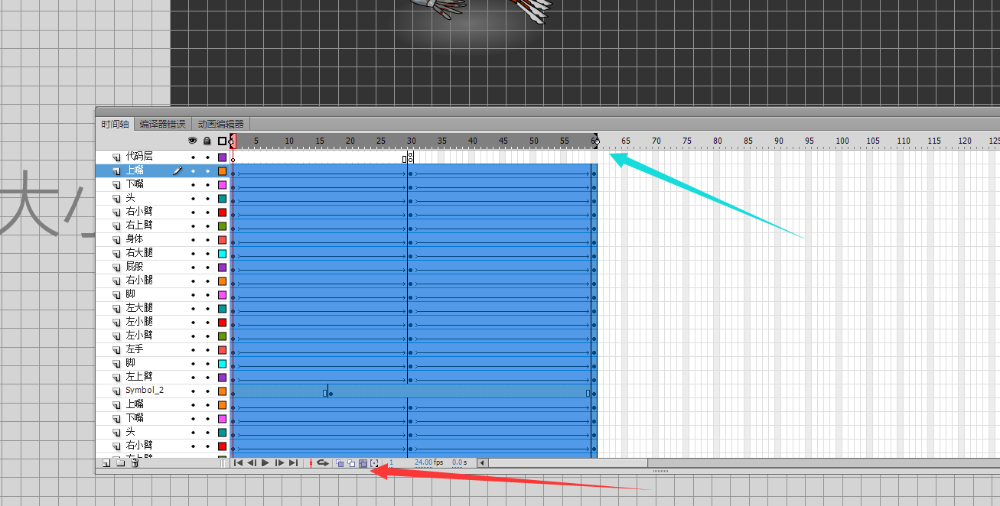 大小
时间轴 编译器错误 动画编辑器
5 10 15 20 25 30 35 40 45 50 55 60 65 70 75 80 85 90 95 100 105 110 115 120 125
代码层
上嘴
下嘴
头
右小臂
右上臂
身体
右大腿
屁股
右小腿
脚
左大腿
左小腿
左小臂
左手
脚
左上臂
Symbol_2
上嘴
下嘴
头
右小臂
右上臂
1 24.00 fps 0.0 s